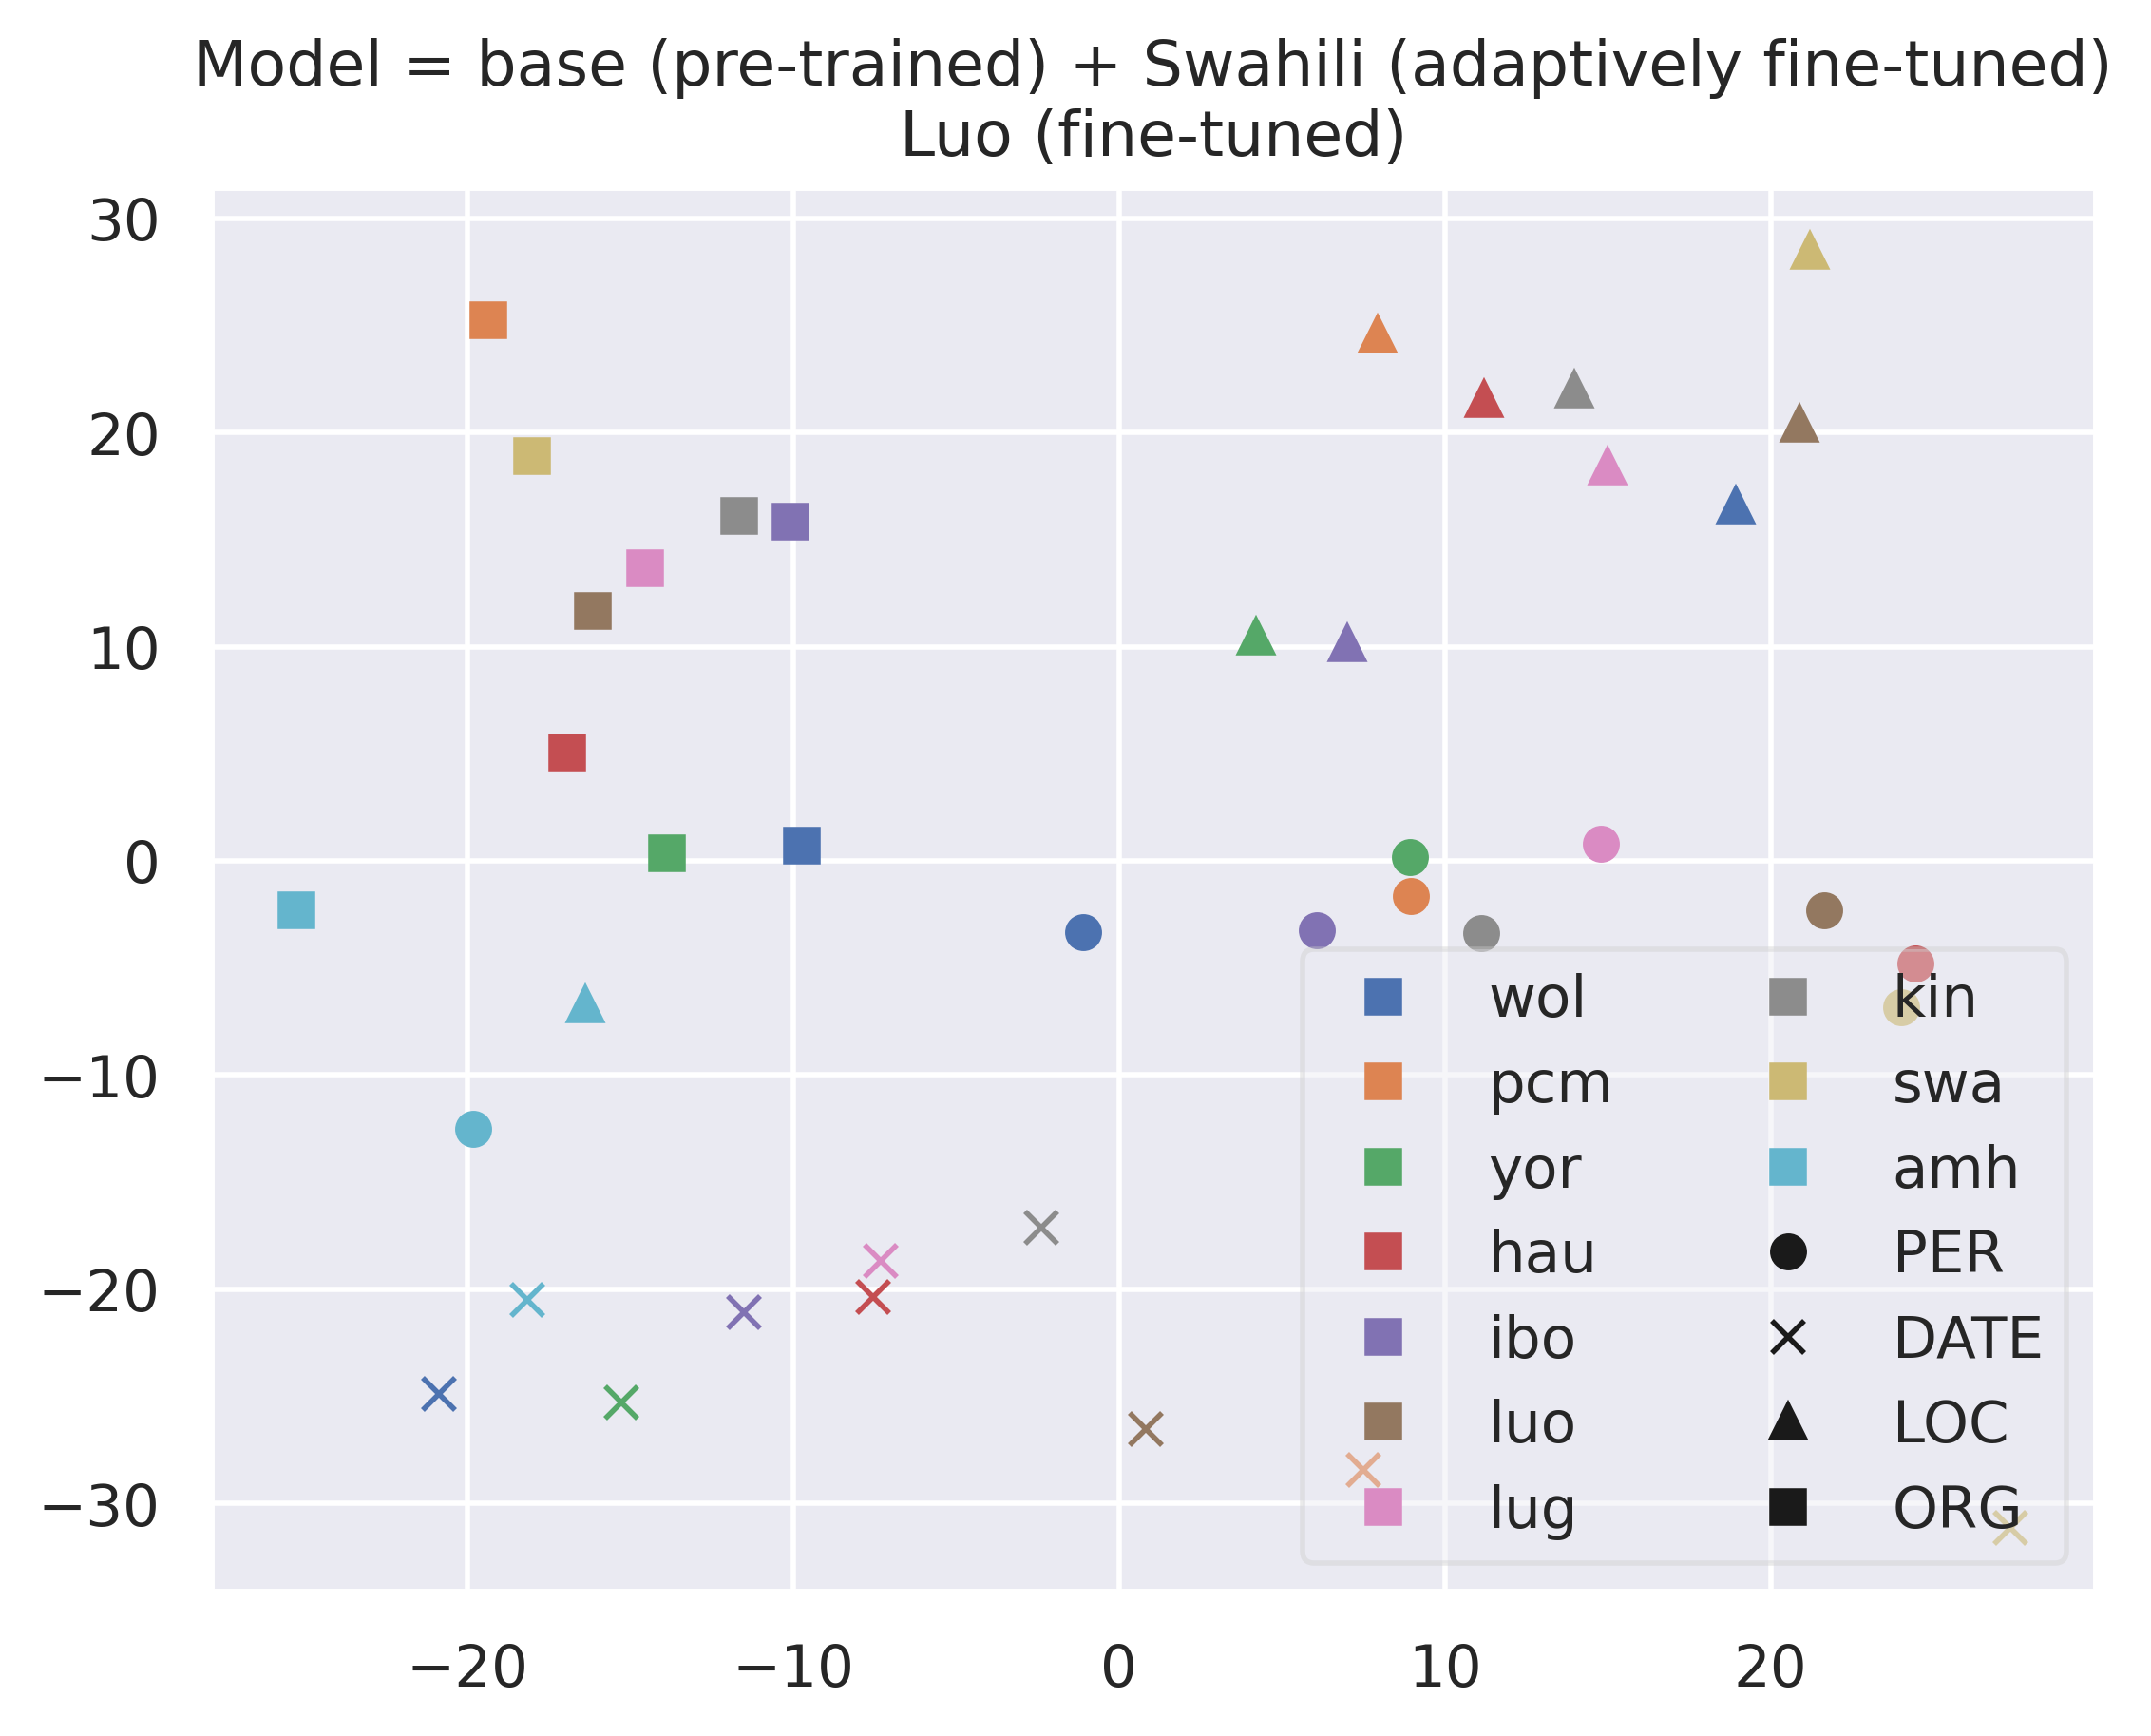 Model = base (pre-trained) + Swahili (adaptively fine-tuned)
Luo (fine-tuned)
30
20
10
0
−10
−20
−30
−20
−10
0
10
20
wol
pcm
yor
hau
ibo
luo
lug
kin
swa
amh
PER
DATE
LOC
ORG